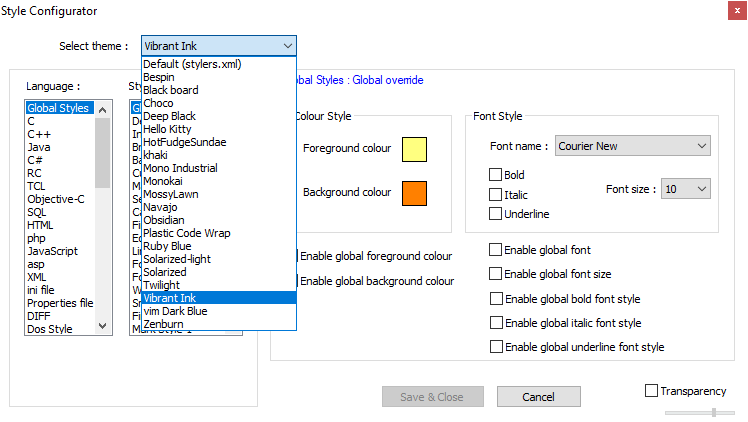 Style Configurator
x
Select theme :
Vibrant Ink
Default (stylers.xml)
Bespin
Black board
Choco
Deep Black
Hello Kitty
HotFudgeSundae
khaki
Mono Industrial
Monokai
MossyLawn
Navajo
Obsidian
Plastic Code Wrap
Ruby Blue
Solarized-light
Solarized
Twilight
Vibrant Ink
vim Dark Blue
Zenburn
Language :
Global Styles
C
C++
Java
C#
RC
TCL
Objective-C
SQL
HTML
php
JavaScript
asp
XML
ini file
Properties file
DIFF
Dos Style
Styles : Global override
Colour Style
Foreground colour
Background colour
Enable global foreground colour
Enable global background colour
Font Style
Font name :
Courier New
Bold
Italic
Underline
Font size :
10
Enable global font
Enable global font size
Enable global bold font style
Enable global italic font style
Enable global underline font style
Save & Close
Cancel
Transparency